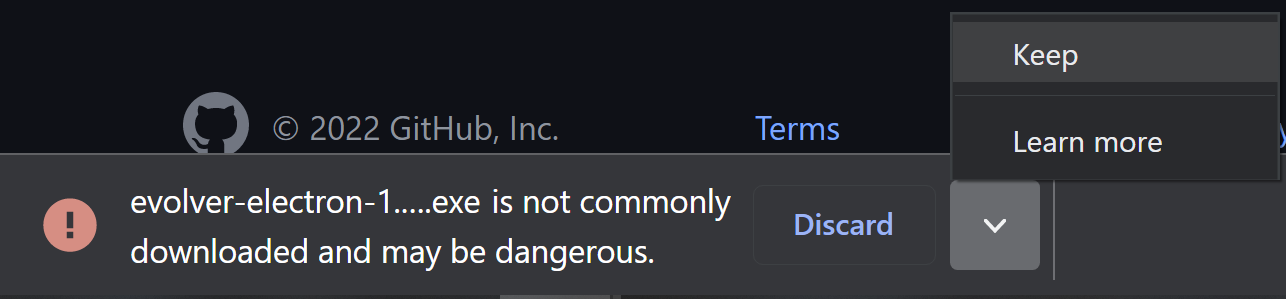 Keep
Learn more
© 2022 GitHub, Inc.
Terms
evolver-electron-1.....exe is not commonly
downloaded and may be dangerous.
Discard